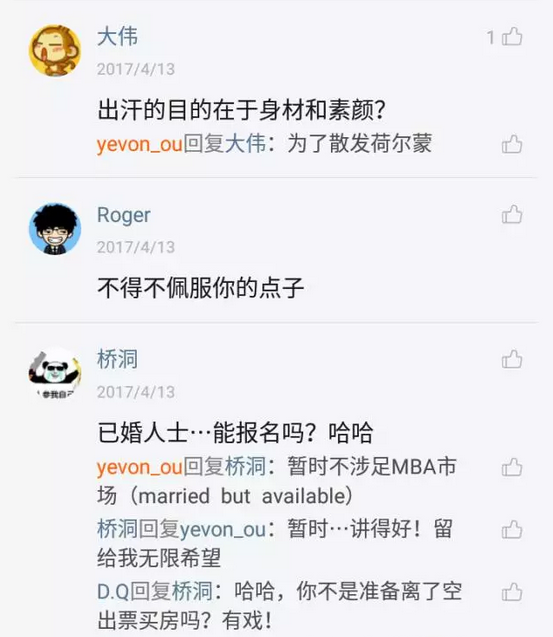 大伟
1
2017/4/13
出汗的目的在于身材和素颜？
yevon_ou回复大伟：为了散发荷尔蒙
Roger
2017/4/13
不得不佩服你的点子
桥洞
2017/4/13
已婚人士…能报名吗？哈哈
yevon_ou回复桥洞：暂时不涉足MBA市
场（married but available）
桥洞回复yevon_ou：暂时…讲得好！留
给我无限希望
D.Q回复桥洞：哈哈，你不是准备离了空
出票买房吗？有戏！